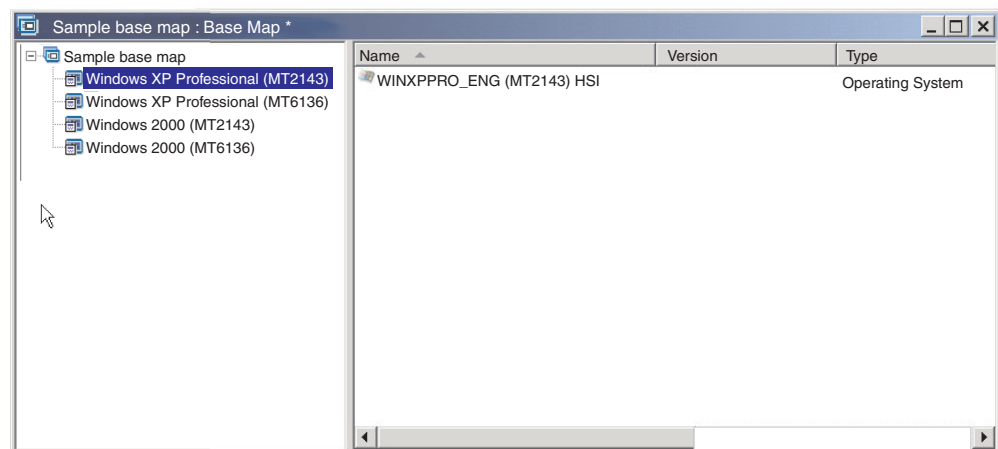 Sample base map : Base Map *
Sample base map
Windows XP Professional (MT2143)
Windows XP Professional (MT6136)
Windows 2000 (MT2143)
Windows 2000 (MT6136)
Name Version Type
WINXPPRO_ENG (MT2143) HSI Operating System